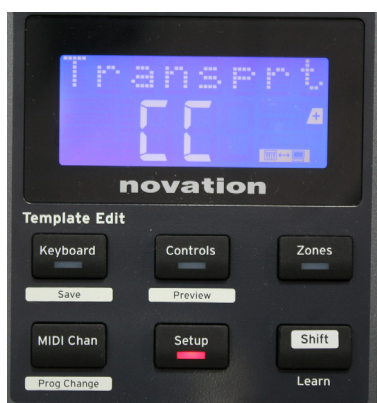 Transprt
CC
novation
Template Edit
Keyboard Controls Zones
Save Preview
MIDI Chan Setup Shift
Prog Change Learn